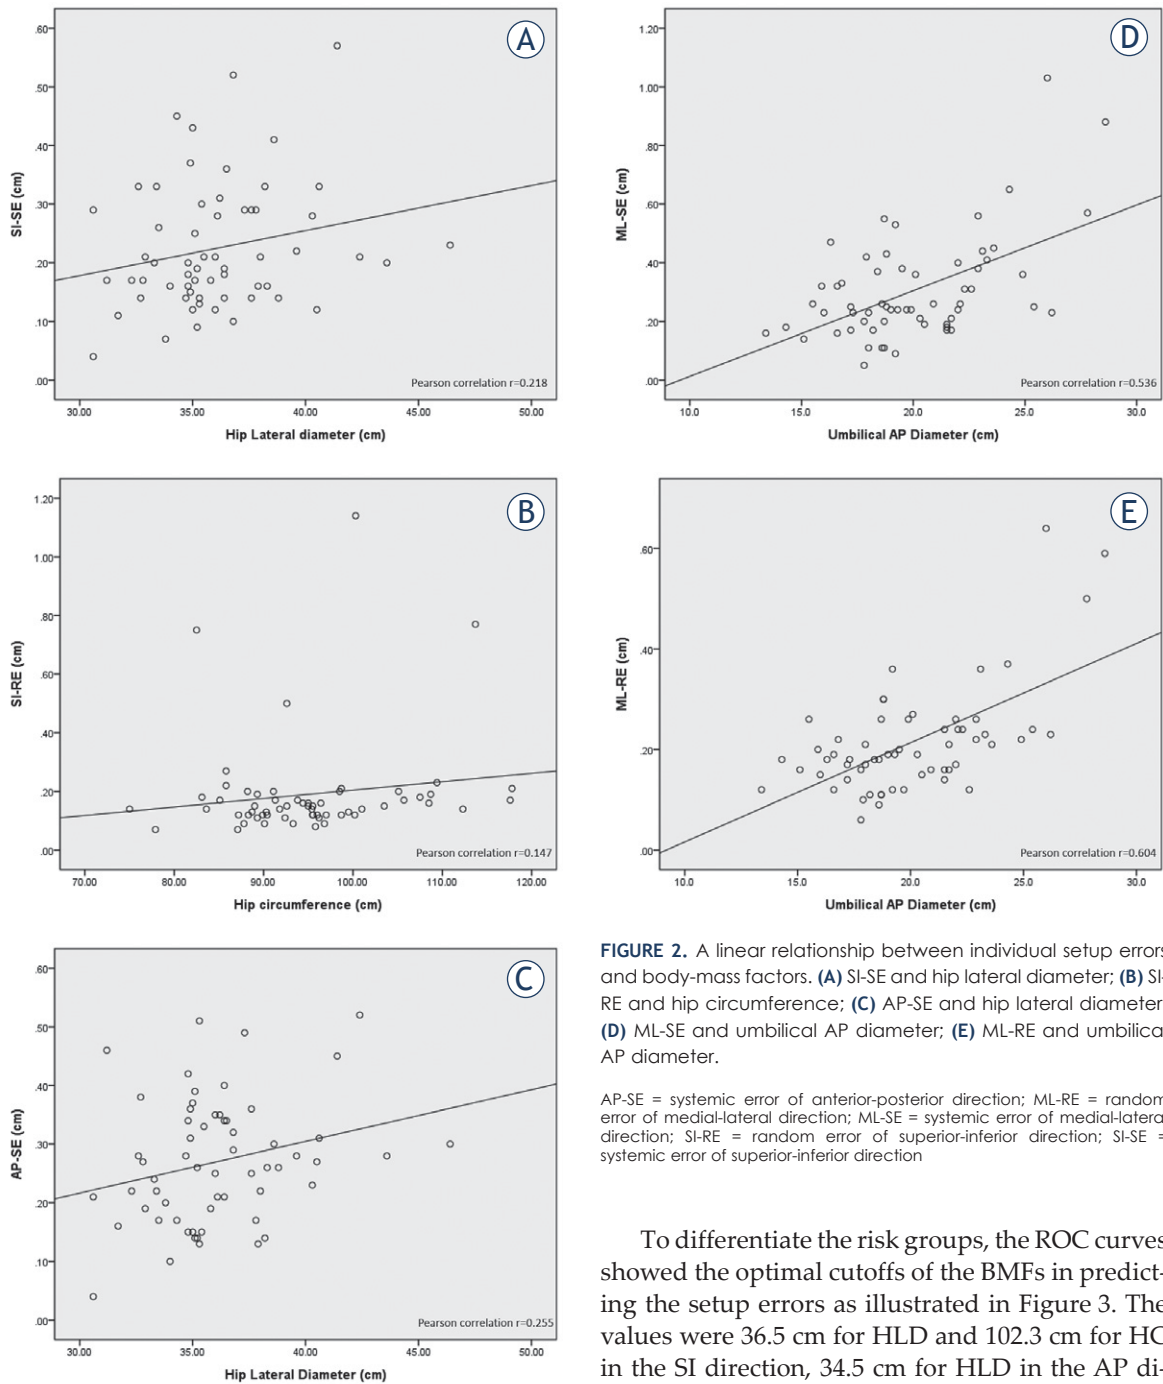 A
.60
.50
.40
.30
.20
.10
.00
SI-SE (cm)
Pearson correlation r=0.218
30.00 35.00 40.00 45.00 50.00
Hip Lateral diameter (cm)
D
1.20
1.00
.80
.60
.40
.20
.00
ML-SE (cm)
Pearson correlation r=0.536
10.0 15.0 20.0 25.0 30.0
Umbilical AP Diameter (cm)
B
1.20
1.00
.80
.60
.40
.20
.00
SI-RE (cm)
Pearson correlation r=0.147
70.00 80.00 90.00 100.00 110.00 120.00
Hip circumference (cm)
E
.60
.40
.20
.00
ML-RE (cm)
Pearson correlation r=0.604
10.0 15.0 20.0 25.0 30.0
Umbilical AP Diameter (cm)
C
.60
.50
.40
.30
.20
.10
.00
AP-SE (cm)
Pearson correlation r=0.255
30.00 35.00 40.00 45.00 50.00
Hip Lateral Diameter (cm)
FIGURE 2. A linear relationship between individual setup errors
and body-mass factors. (A) SI-SE and hip lateral diameter; (B) SI-
RE and hip circumference; (C) AP-SE and hip lateral diameter
(D) ML-SE and umbilical AP diameter; (E) ML-RE and umbilica
AP diameter.
AP-SE = systemic error of anterior-posterior direction; ML-RE = random
error of medial-lateral direction; ML-SE = systemic error of medial-latera
direction; SI-RE = random error of superior-inferior direction; SI-SE =
systemic error of superior-inferior direction
To differentiate the risk groups, the ROC curves
showed the optimal cutoffs of the BMFs in predict-
ing the setup errors as illustrated in Figure 3. The
values were 36.5 cm for HLD and 102.3 cm for HC
in the SI direction, 34.5 cm for HLD in the AP di-